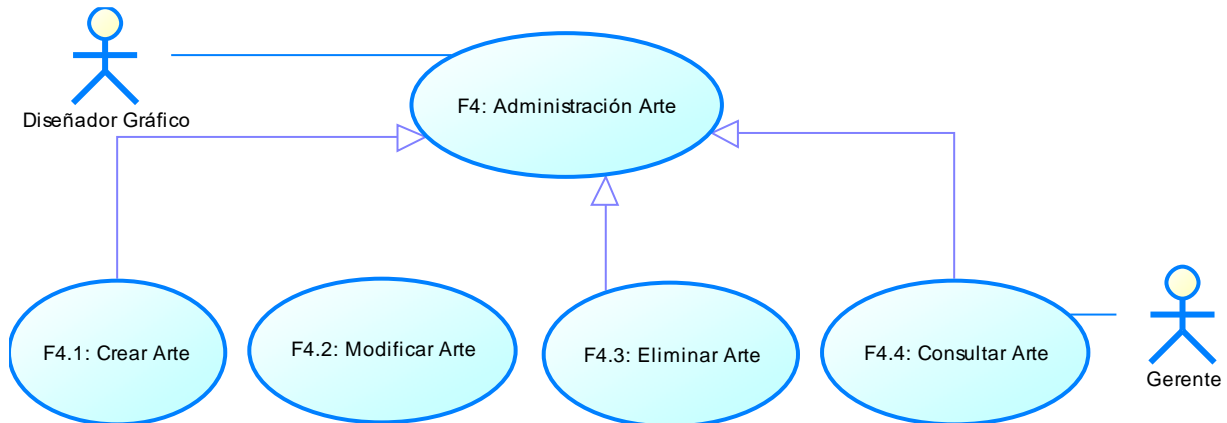 Diseñador Gráfico
F4: Administración Arte
F4.1: Crear Arte
F4.2: Modificar Arte
F4.3: Eliminar Arte
F4.4: Consultar Arte
Gerente